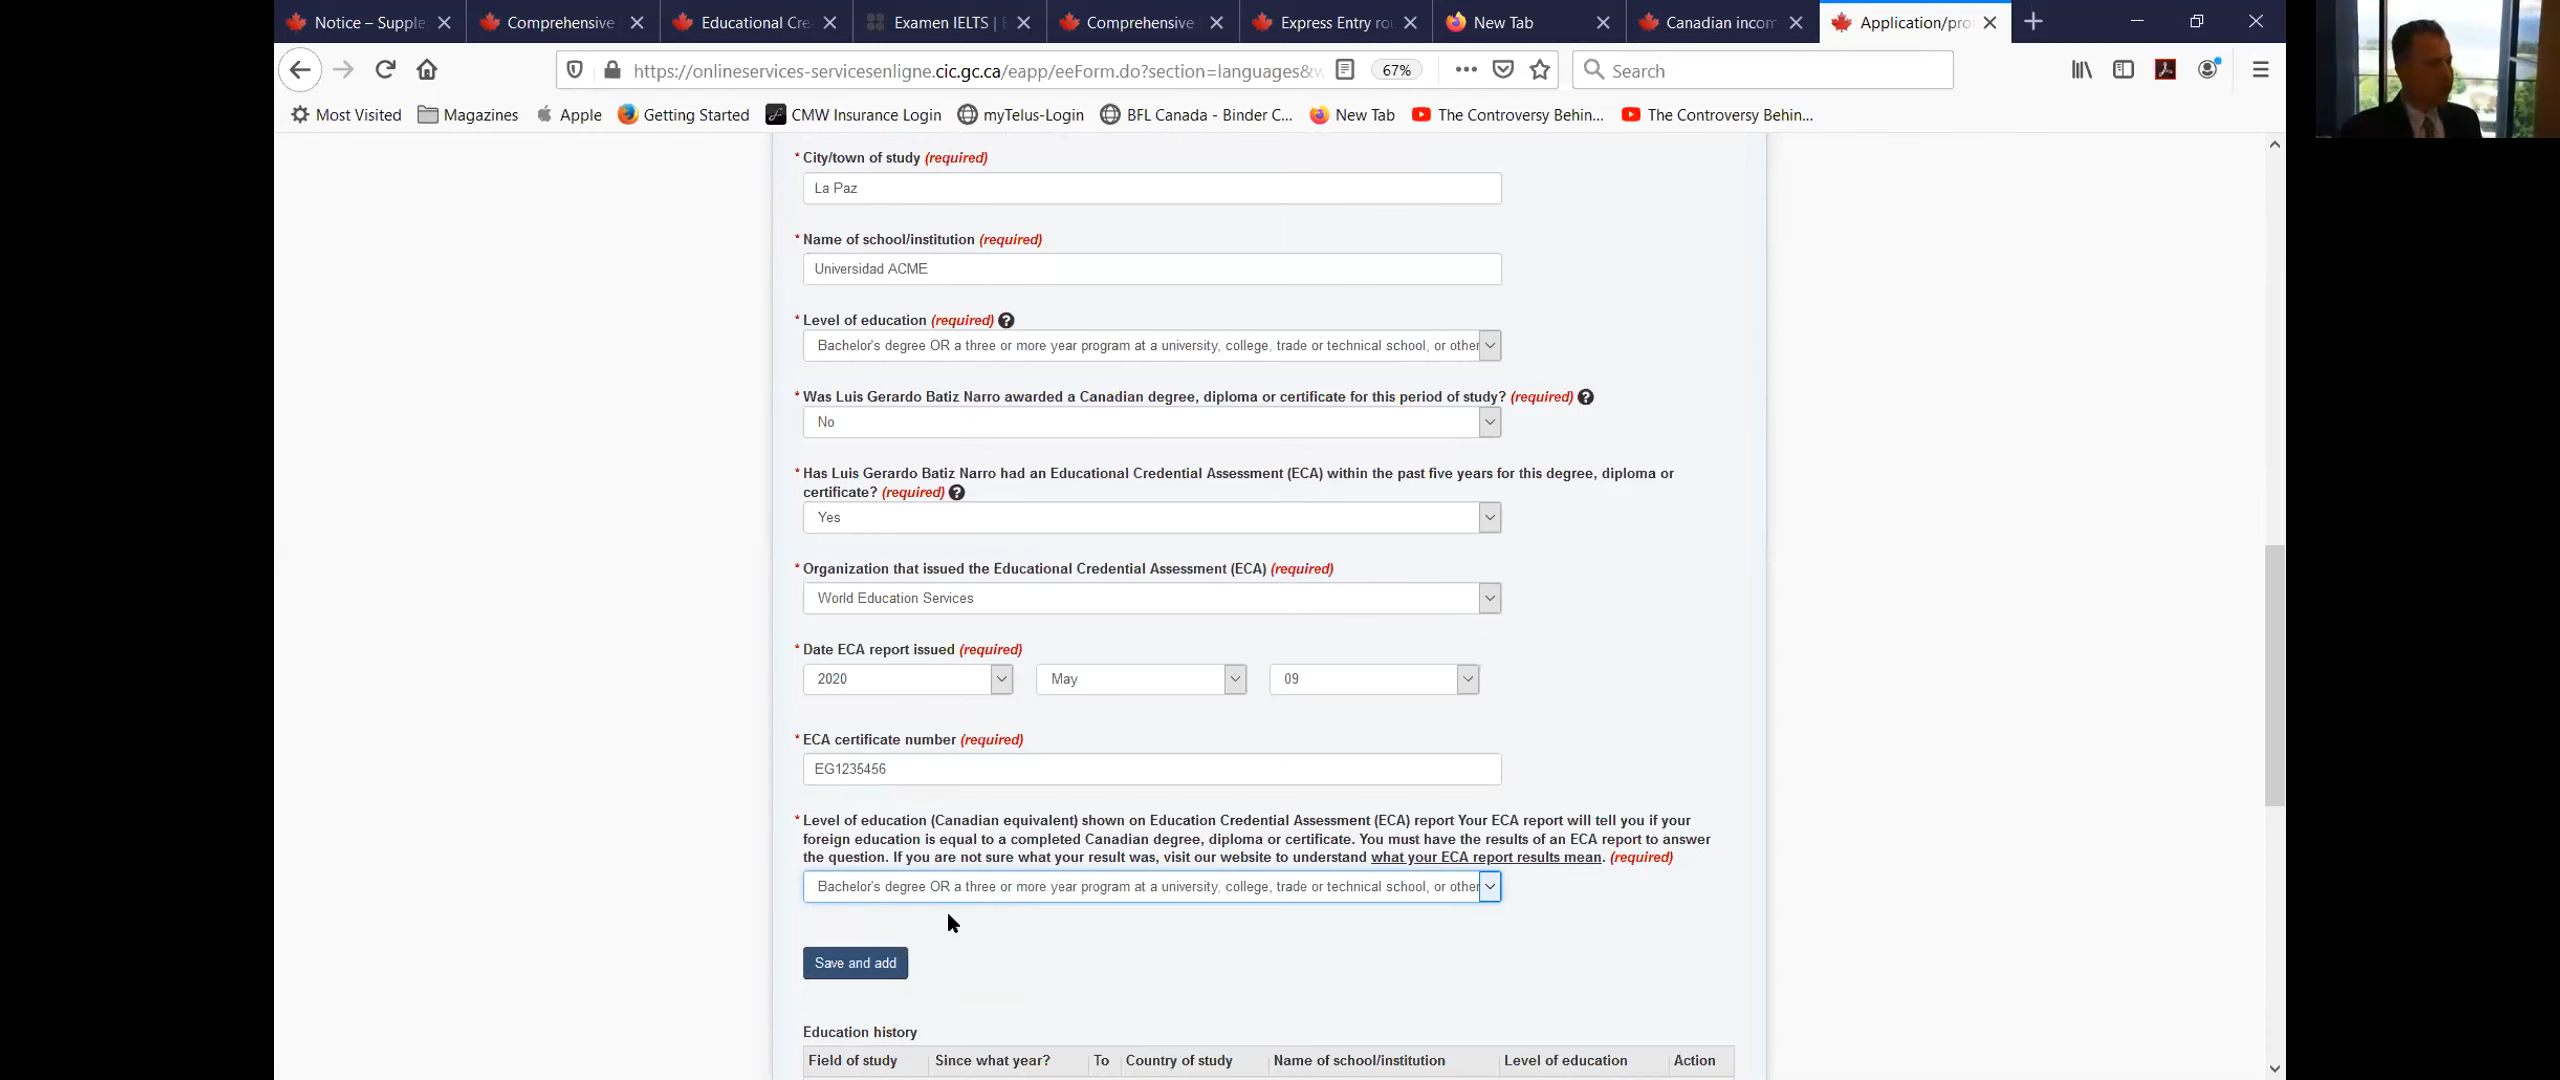 Notice – Supple
Comprehensive
Educational Cre
Examen IELTS |
Comprehensive
Express Entry ro
New Tab
Canadian incom
Application/pro
https://onlineservices-servicesenligne.cic.gc.ca/eapp/eeForm.do?section=languages&
67%
Search
Most Visited
Magazines
Apple
Getting Started
CMW Insurance Login
myTelus-Login
BFL Canada - Binder C...
New Tab
The Controversy Behin...
The Controversy Behin...
* City/town of study (required)
La Paz
* Name of school/institution (required)
Universidad ACME
* Level of education (required) ?
Bachelor's degree OR a three or more year program at a university, college, trade or technical school, or other
* Was Luis Gerardo Batiz Narro awarded a Canadian degree, diploma or certificate for this period of study? (required) ?
No
* Has Luis Gerardo Batiz Narro had an Educational Credential Assessment (ECA) within the past five years for this degree, diploma or
certificate? (required) ?
Yes
* Organization that issued the Educational Credential Assessment (ECA) (required)
World Education Services
* Date ECA report issued (required)
2020 May 09
* ECA certificate number (required)
EG1235456
* Level of education (Canadian equivalent) shown on Education Credential Assessment (ECA) report Your ECA report will tell you if your
foreign education is equal to a completed Canadian degree, diploma or certificate. You must have the results of an ECA report to answer
the question. If you are not sure what your result was, visit our website to understand what your ECA report results mean. (required)
Bachelor's degree OR a three or more year program at a university, college, trade or technical school, or other
Save and add
Education history
Field of study Since what year? To Country of study Name of school/institution Level of education Action